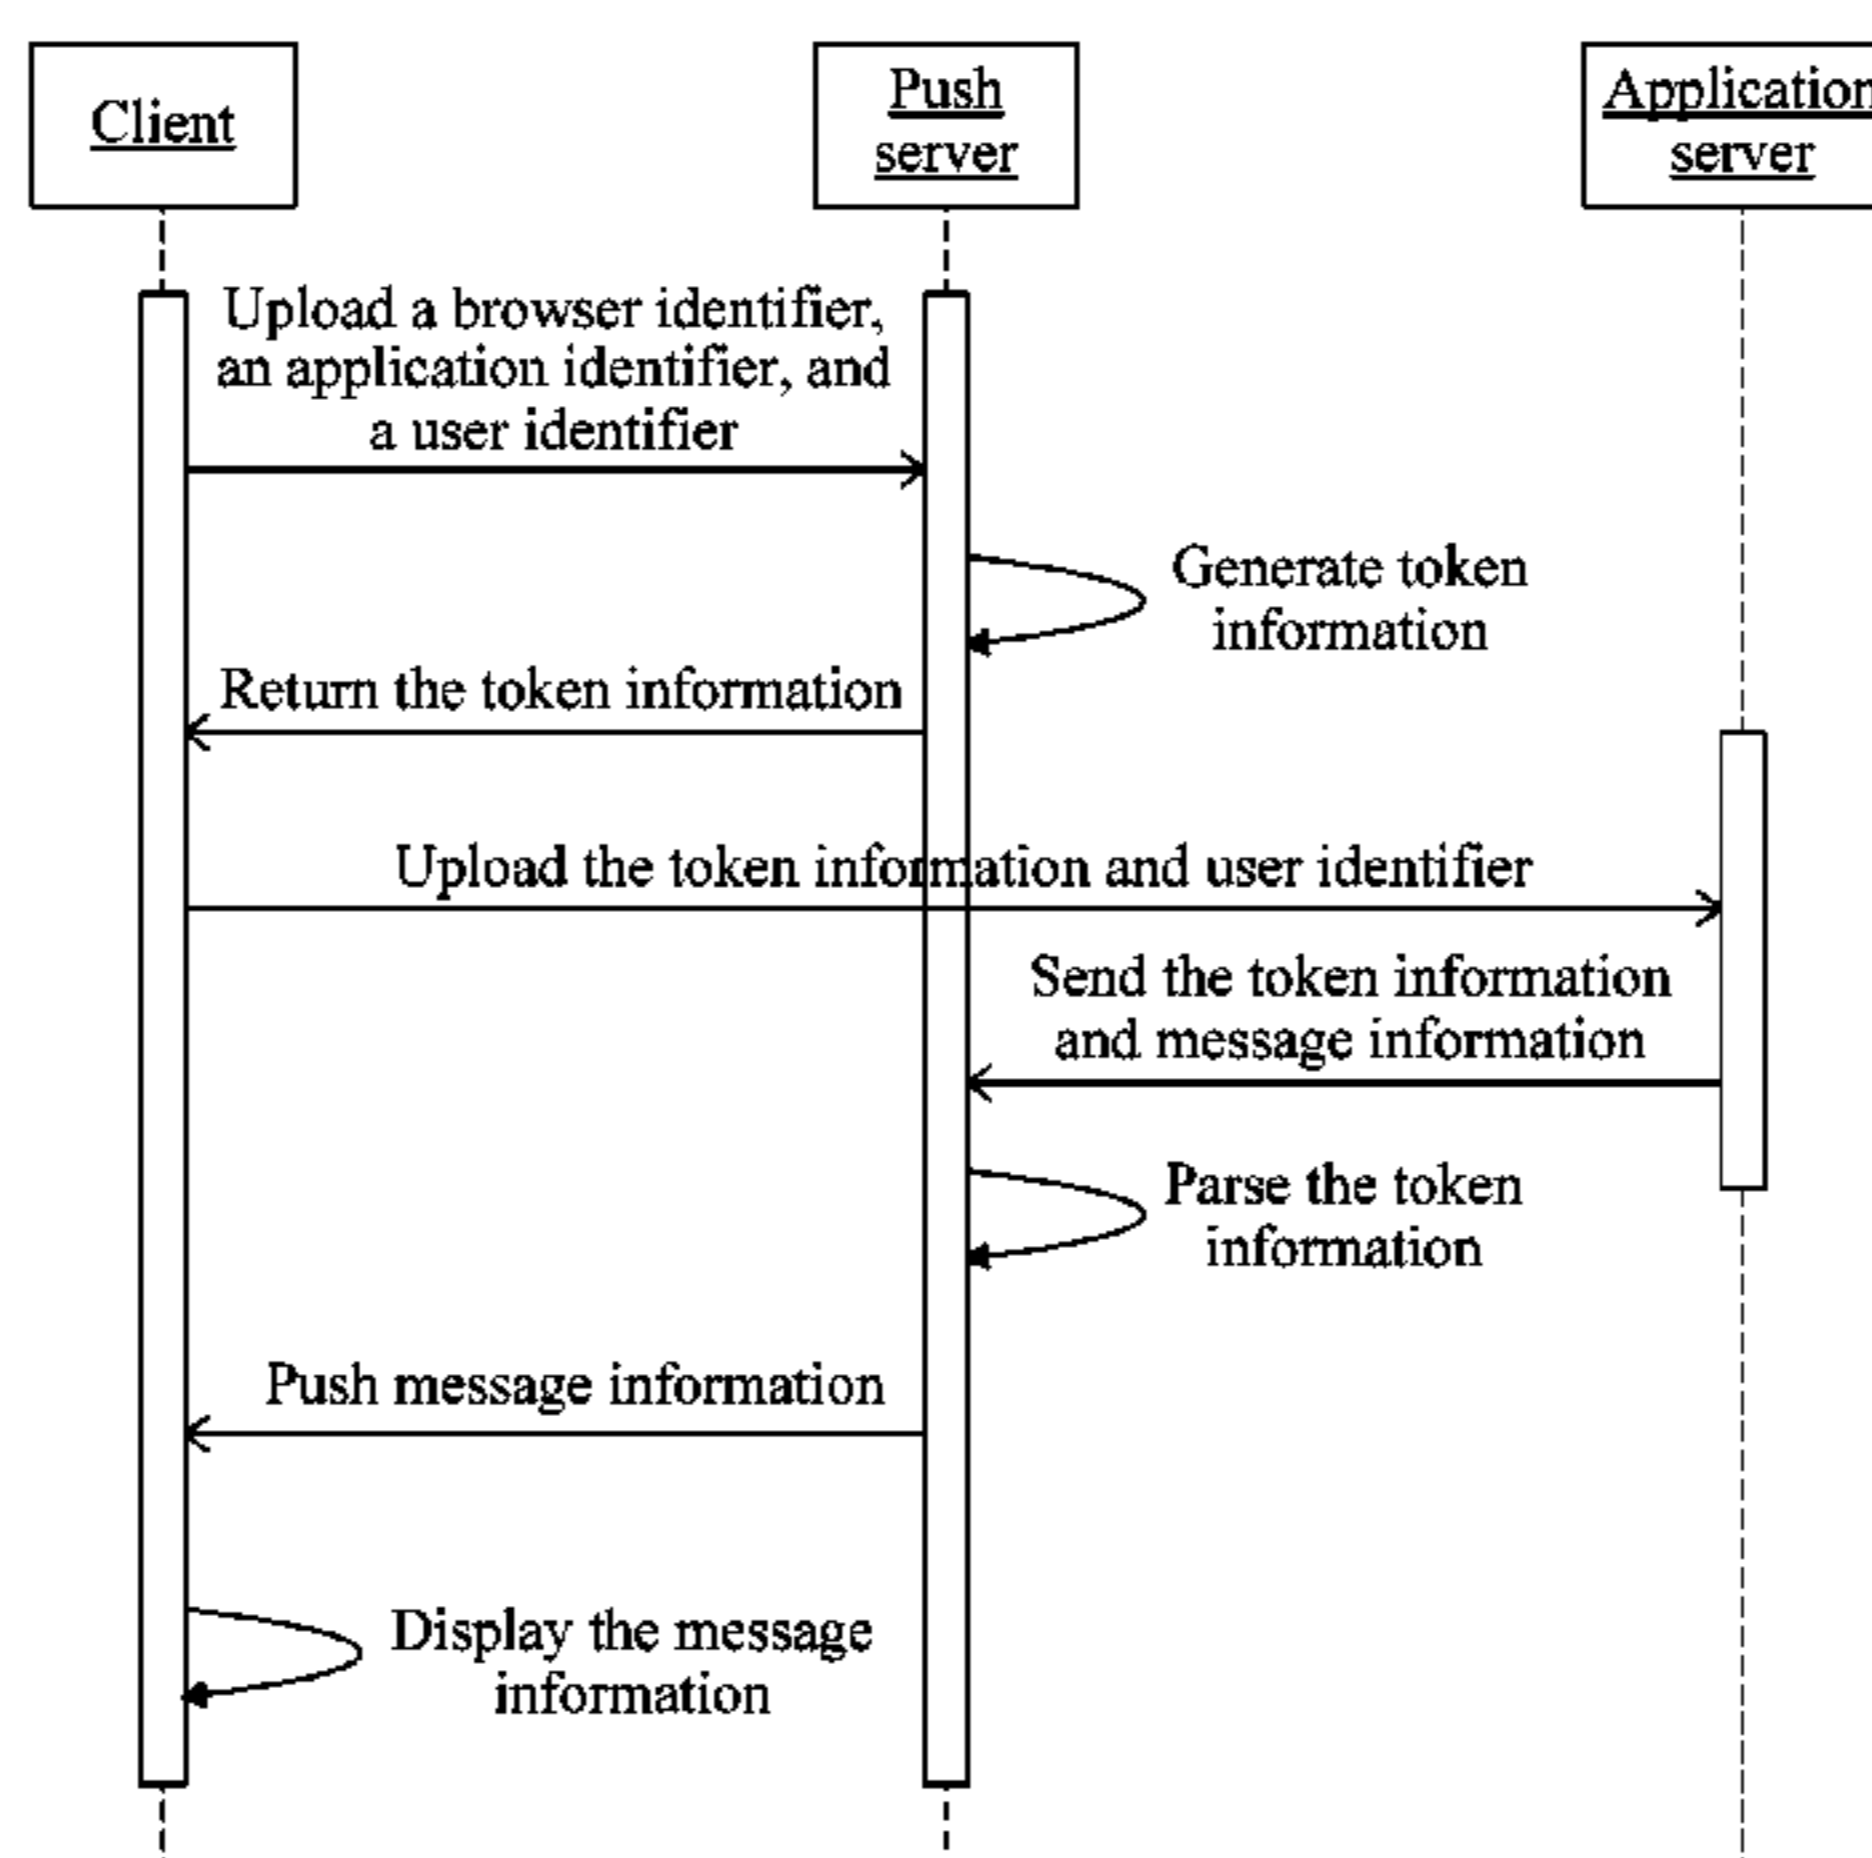 Client
Push
server
Application
server
Upload a browser identifier,
an application identifier, and
a user identifier
Generate token
information
Return the token information
Upload the token information and user identifier
Send the token information
and message information
Parse the token
information
Push message information
Display the message
information